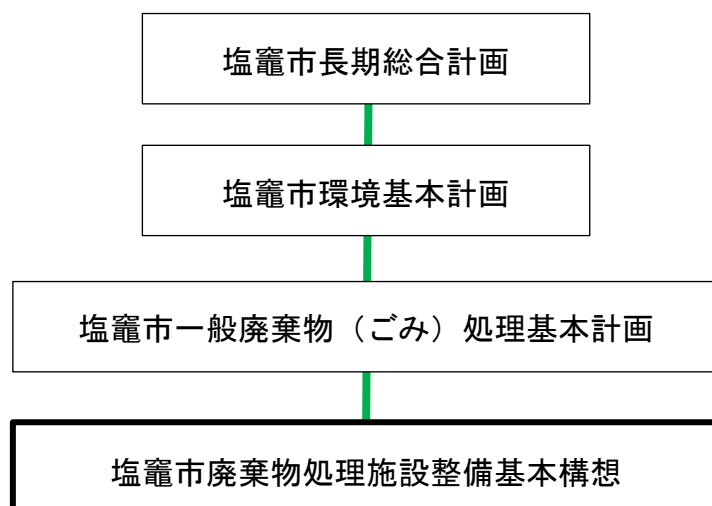 塩竈市長期総合計画
塩竈市環境基本計画
塩竈市一般廃棄物（ごみ）処理基本計画
塩竈市廃棄物処理施設整備基本構想